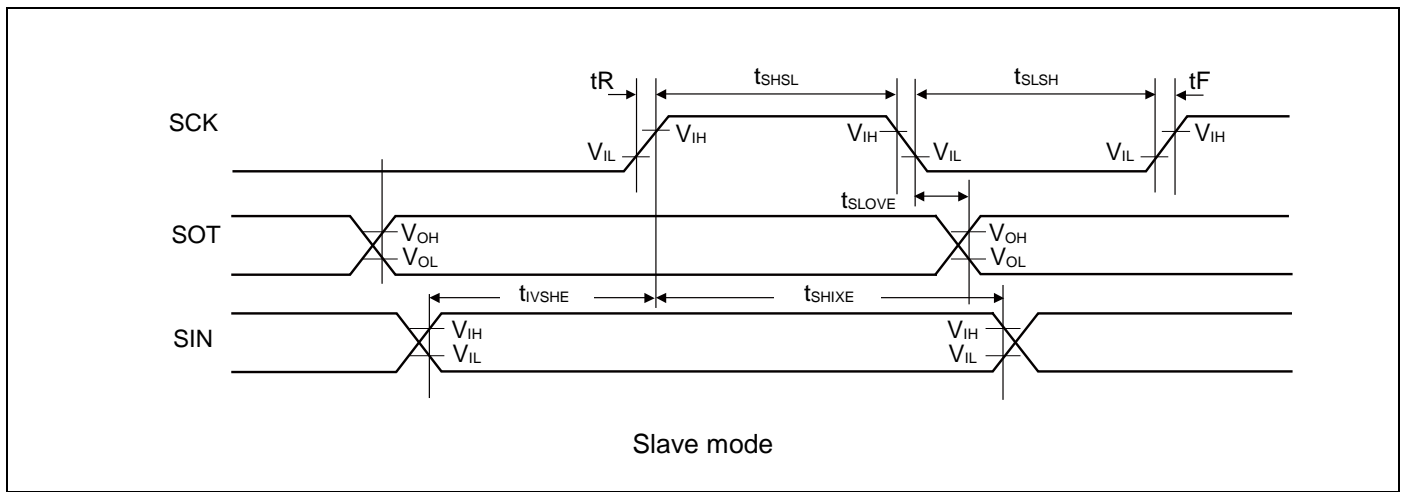 tR tSHSL tSLSH tF
SCK
VIH VIH VIH
VIL VIL VIL
tSLOVE
SOT
VOH VOH
VOL VOL
tIVSHE tSHIXE
SIN
VIH VIH
VIL VIL
Slave mode